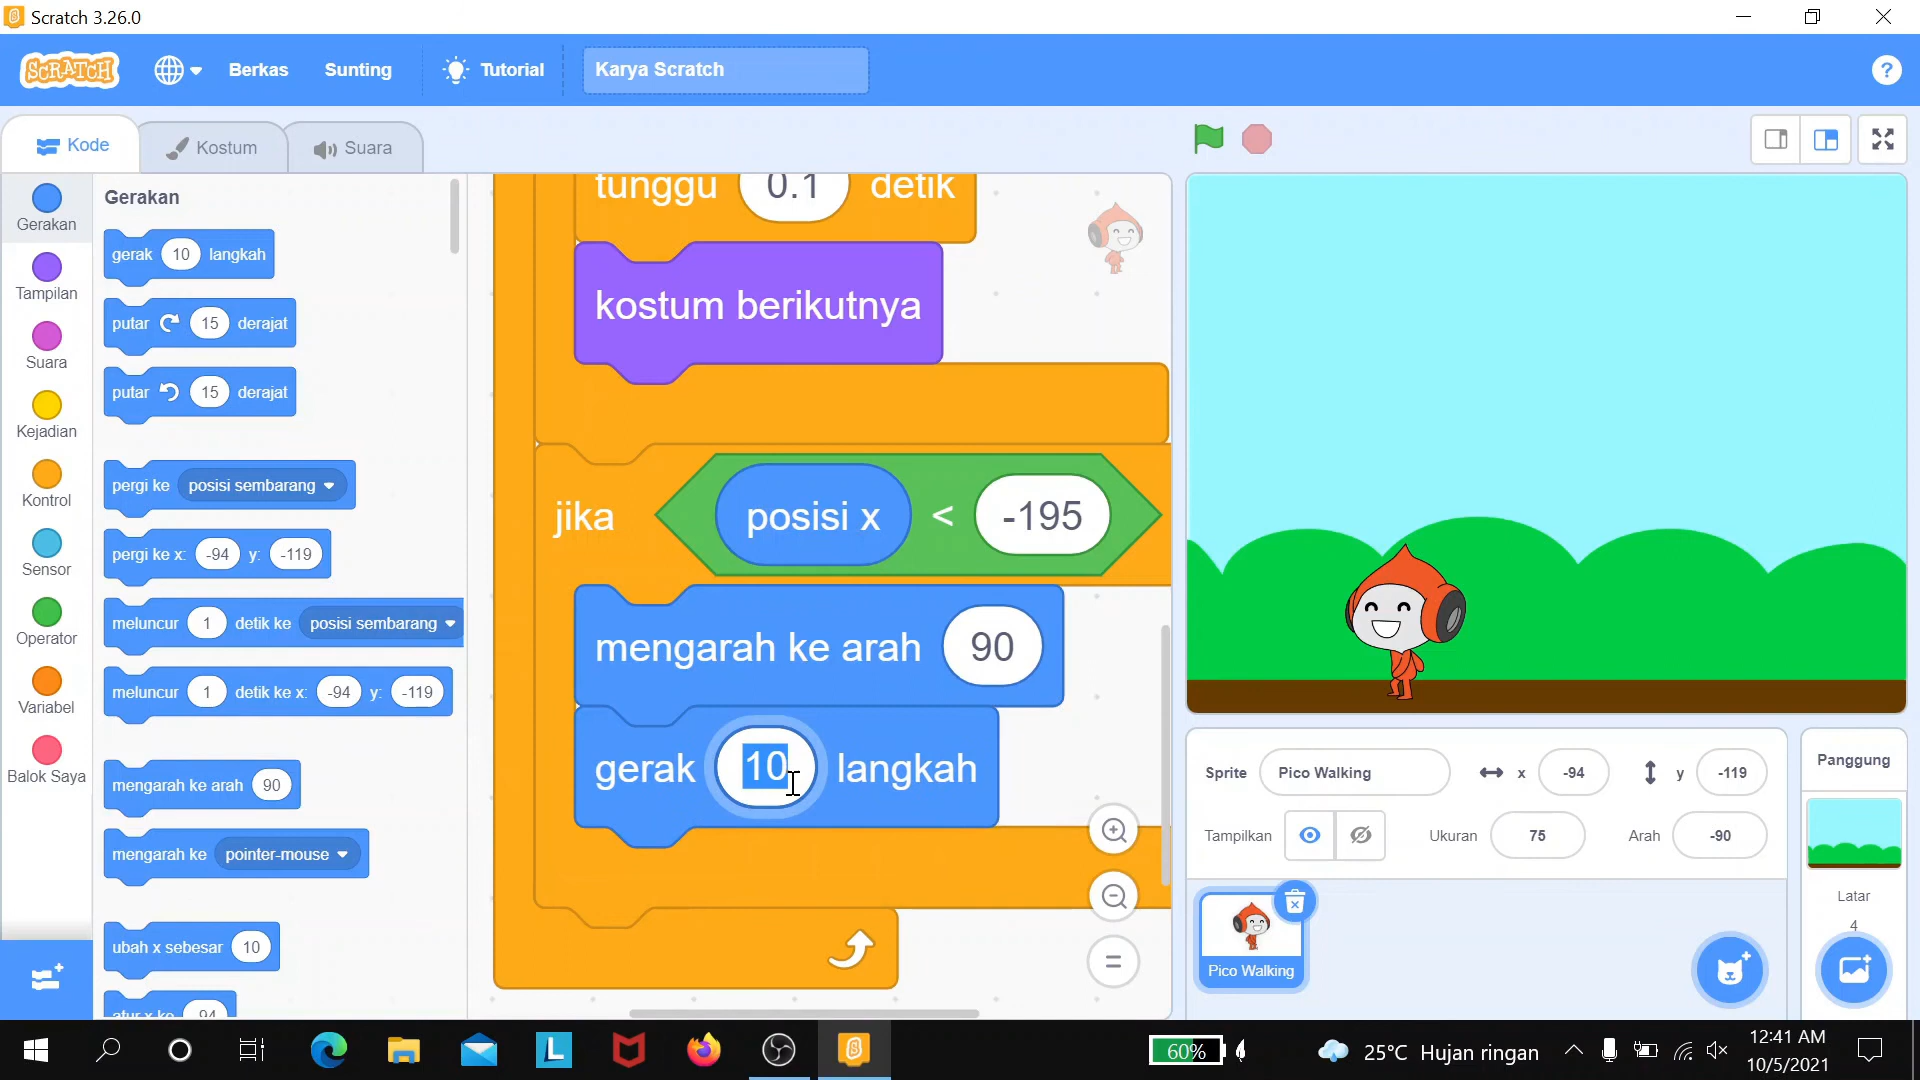 Scratch 3.26.0
SCRATCH
Berkas
Sunting
Tutorial
Karya Scratch
?
Kode
Kostum
Suara
Gerakan
Tampilan
Suara
Kejadian
Kontrol
Sensor
Operator
Variabel
Balok Saya
Gerakan
gerak 10 langkah
putar 15 derajat
putar 15 derajat
pergi ke posisi sembarang
pergi ke x: -94 y: -119
meluncur 1 detik ke posisi sembarang
meluncur 1 detik ke x: -94 y: -119
mengarah ke arah 90
mengarah ke pointer-mouse
ubah x sebesar 10
atur x ke -94
tunggu 0.1 detik
kostum berikutnya
jika posisi x < -195
mengarah ke arah 90
gerak 10 langkah
Sprite Pico Walking x -94 y -119
Tampilkan Ukuran 75 Arah -90
Pico Walking
Panggung
Latar
4
60% 25°C Hujan ringan
12:41 AM
10/5/2021